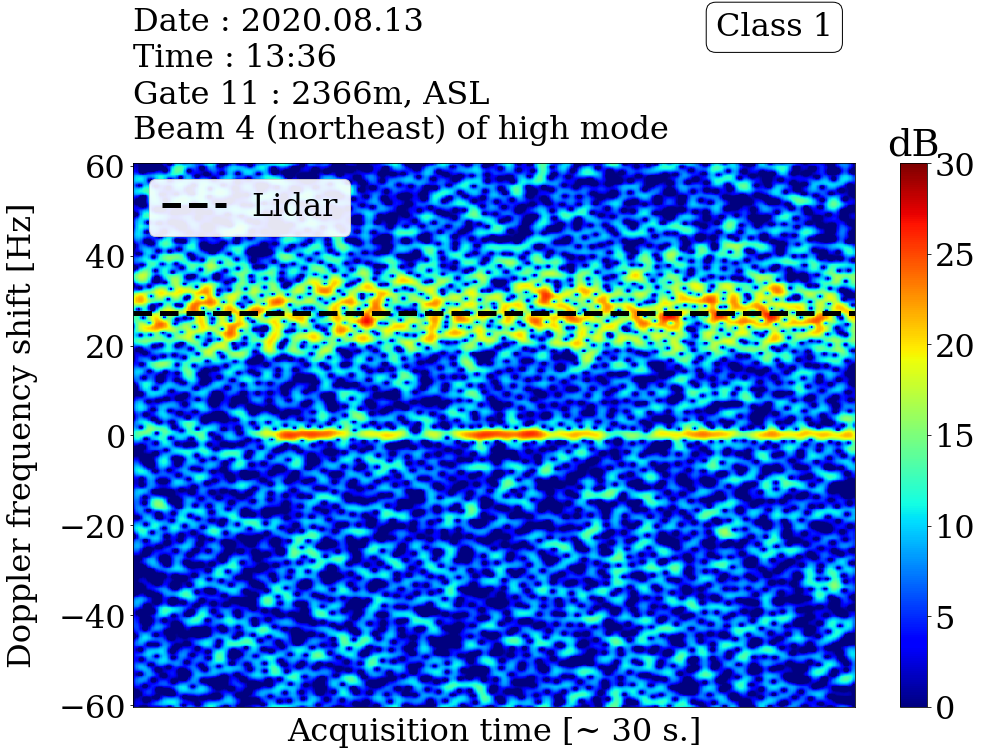 Date : 2020.08.13
Time : 13:36
Gate 11 : 2366m, ASL
Beam 4 (northeast) of high mode
Class 1
dB
Lidar
Doppler frequency shift [Hz]
60
40
20
0
−20
−40
−60
Acquisition time [~ 30 s.]
30
25
20
15
10
5
0